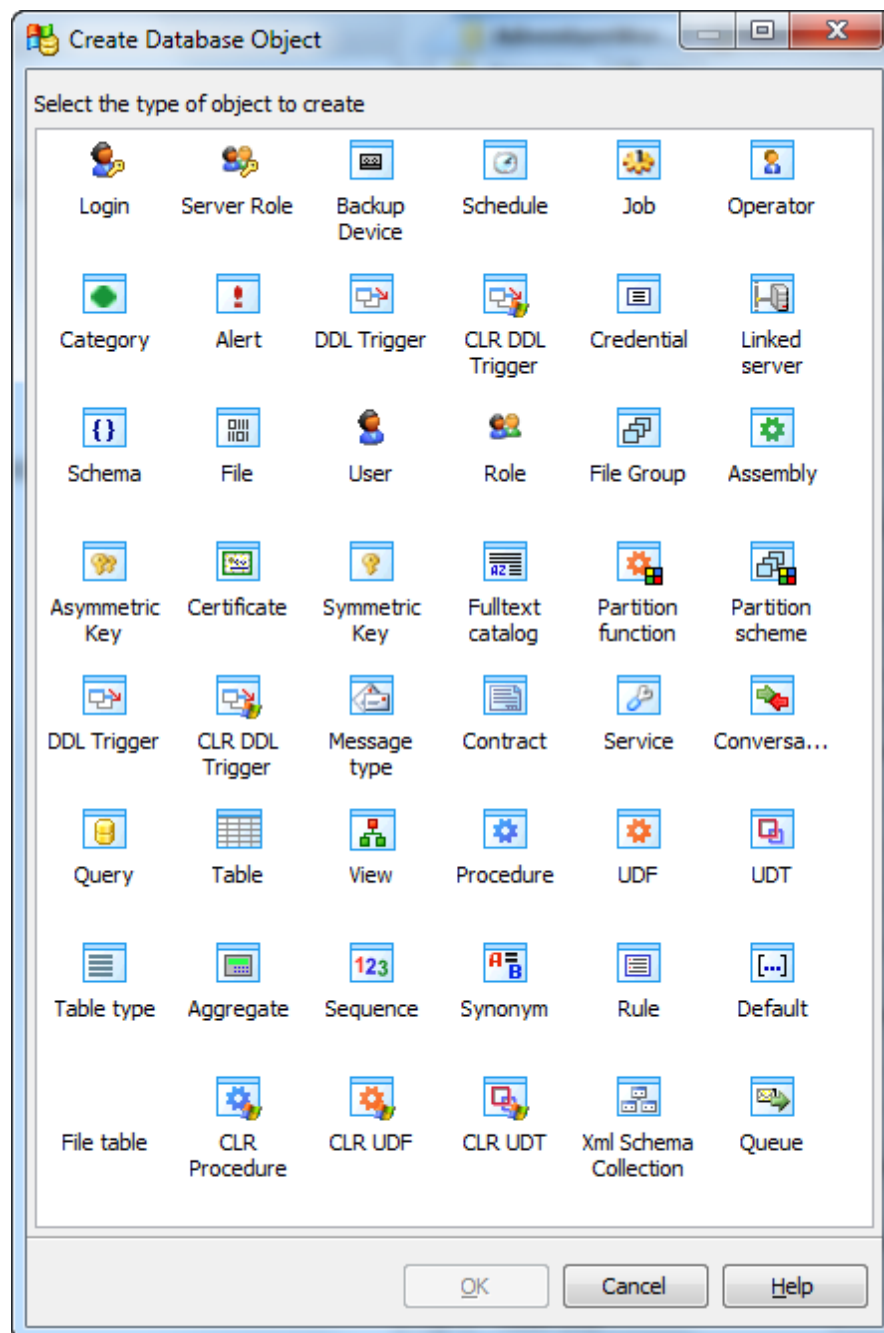 Create Database Object
Select the type of object to create
Login
Server Role
Backup
Device
Schedule
Job
Operator
Category
Alert
DDL Trigger
CLR DDL
Trigger
Credential
Linked
server
{}
Schema
File
User
Role
File Group
Assembly
Asymmetric
Key
Certificate
Symmetric
Key
AZ
Fulltext
catalog
Partition
function
Partition
scheme
DDL Trigger
CLR DDL
Trigger
Message
type
Contract
Service
Conversa...
Query
Table
View
Procedure
UDF
UDT
Table type
Aggregate
123
Sequence
A=B
Synonym
Rule
[...]
Default
File table
CLR
Procedure
CLR UDF
CLR UDT
Xml Schema
Collection
Queue
OK
Cancel
Help